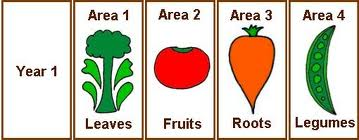 Area 1 Area 2 Area 3 Area 4
Year 1
Leaves Fruits Roots Legumes